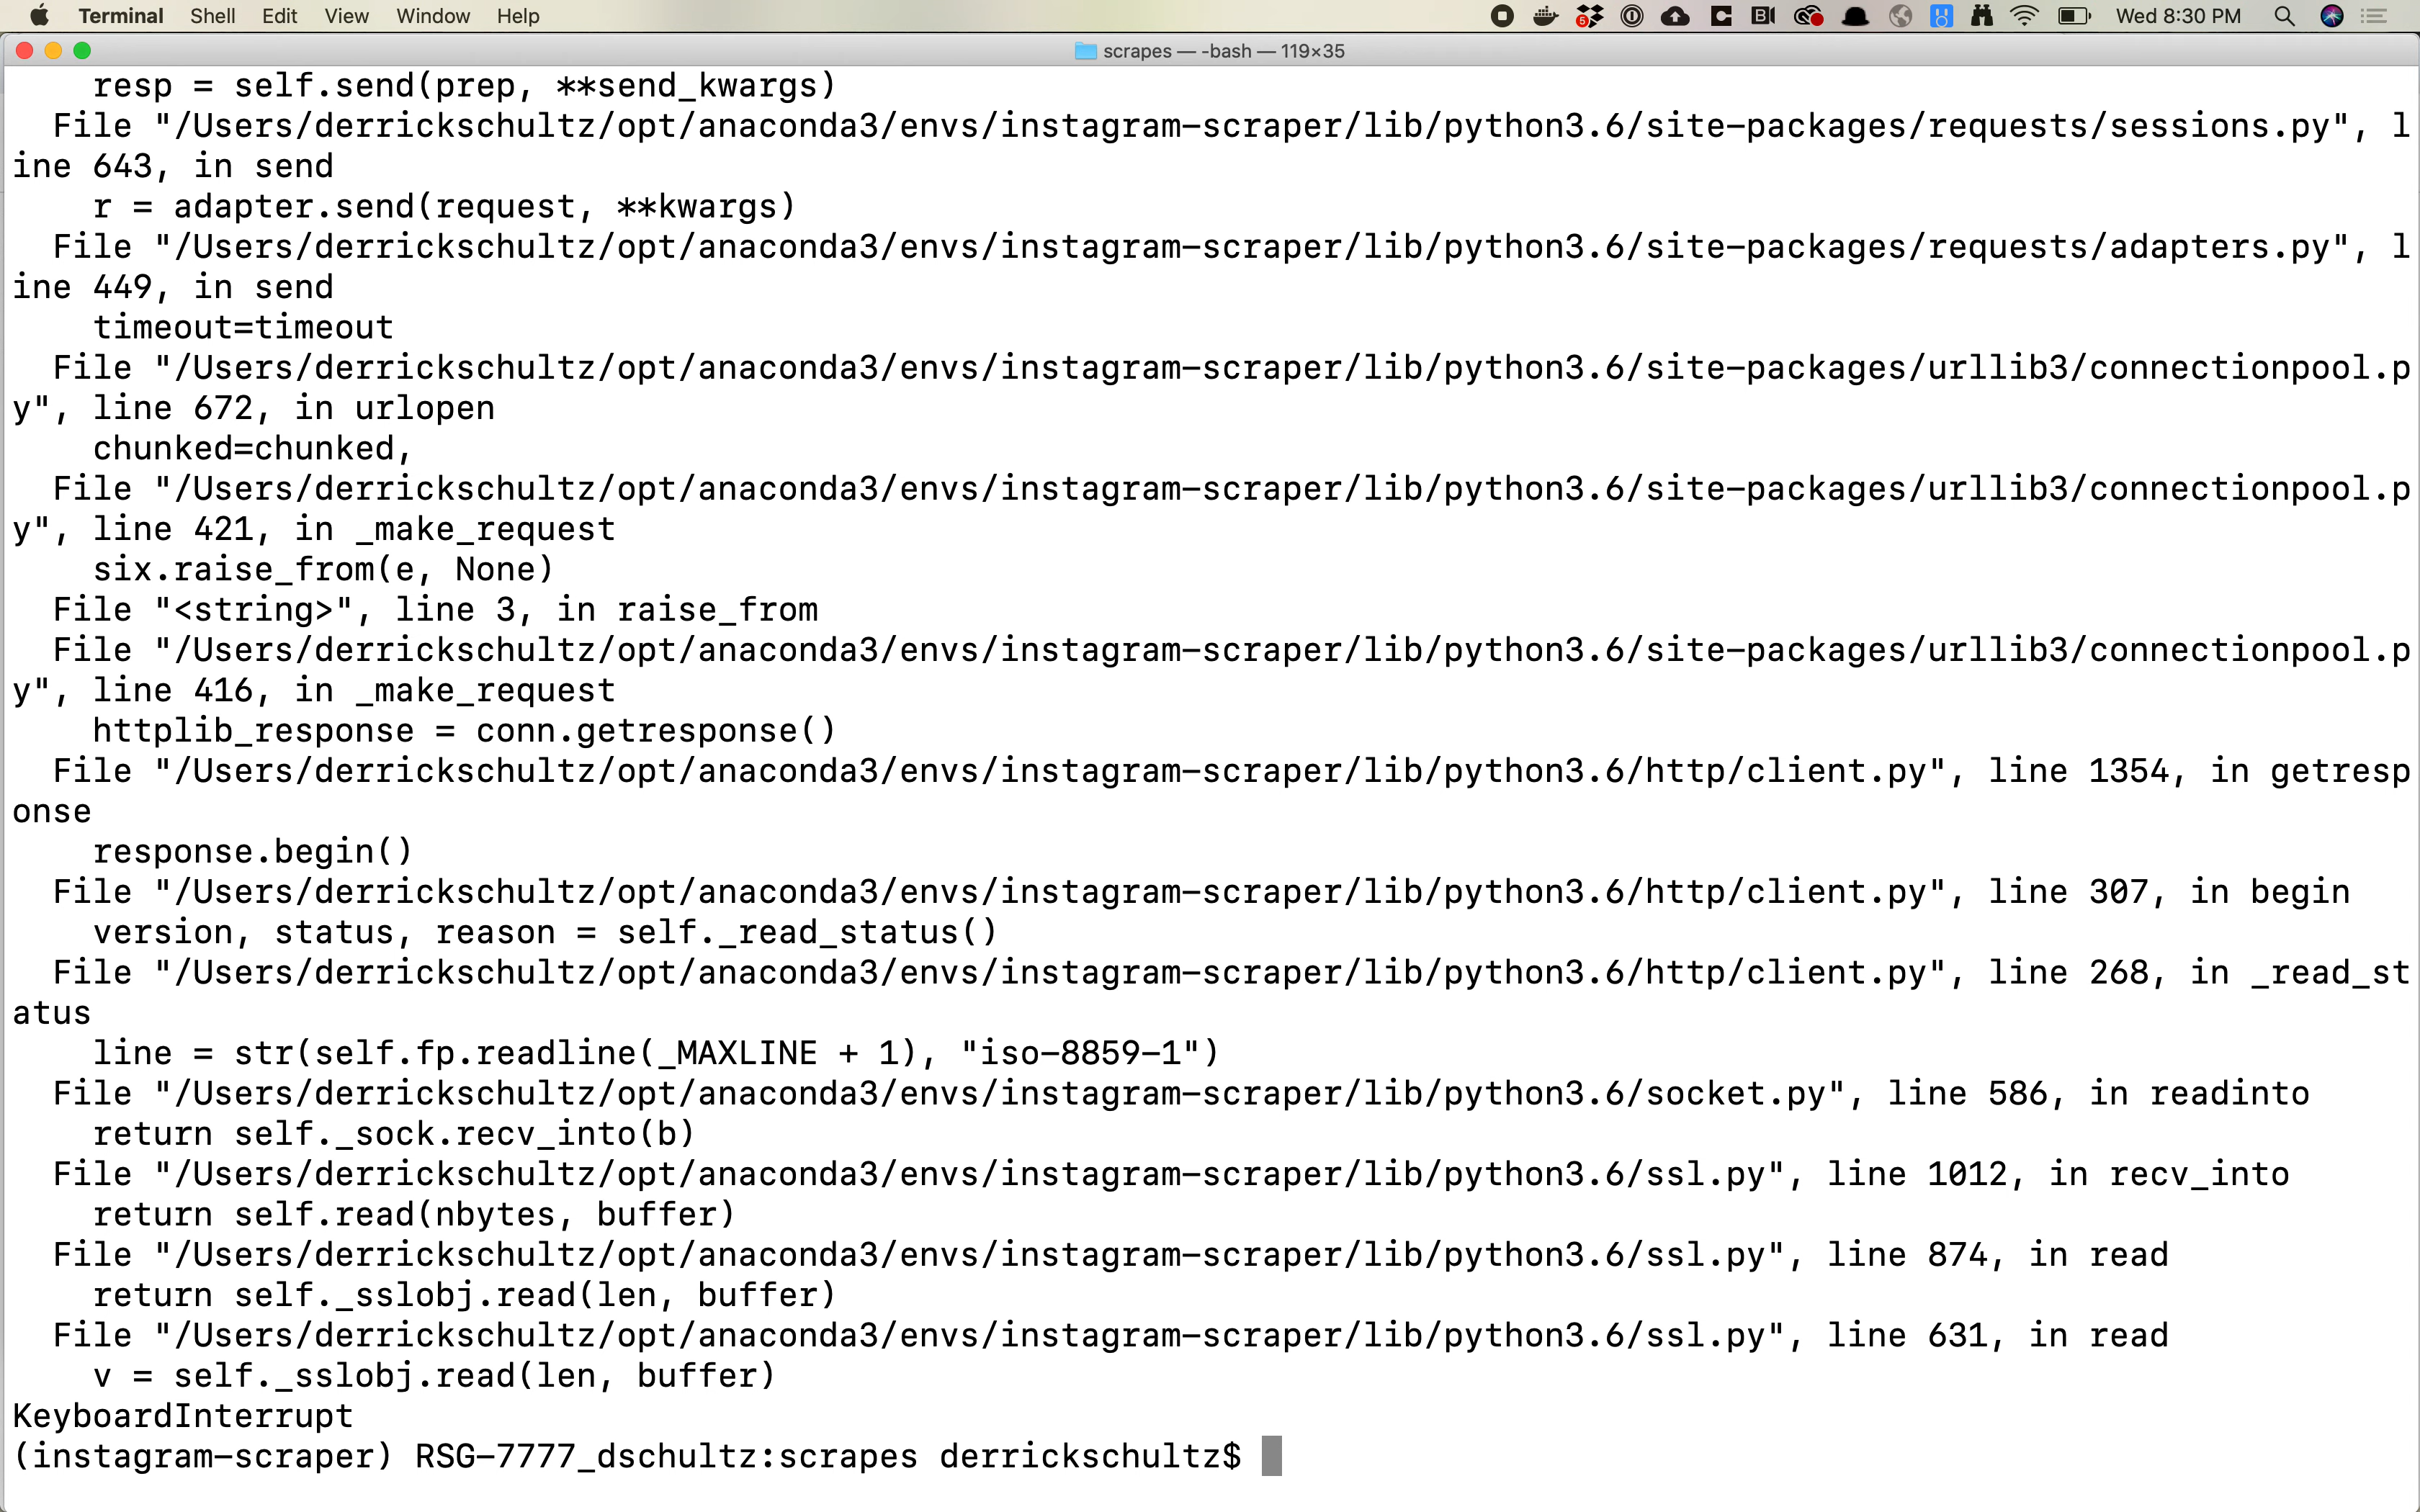 Terminal Shell Edit View Window Help Wed 8:30 PM
scrapes — -bash — 119×35
    resp = self.send(prep, **send_kwargs)
  File "/Users/derrickschultz/opt/anaconda3/envs/instagram-scraper/lib/python3.6/site-packages/requests/sessions.py", l
ine 643, in send
    r = adapter.send(request, **kwargs)
  File "/Users/derrickschultz/opt/anaconda3/envs/instagram-scraper/lib/python3.6/site-packages/requests/adapters.py", l
ine 449, in send
    timeout=timeout
  File "/Users/derrickschultz/opt/anaconda3/envs/instagram-scraper/lib/python3.6/site-packages/urllib3/connectionpool.p
y", line 672, in urlopen
    chunked=chunked,
  File "/Users/derrickschultz/opt/anaconda3/envs/instagram-scraper/lib/python3.6/site-packages/urllib3/connectionpool.p
y", line 421, in _make_request
    six.raise_from(e, None)
  File "<string>", line 3, in raise_from
  File "/Users/derrickschultz/opt/anaconda3/envs/instagram-scraper/lib/python3.6/site-packages/urllib3/connectionpool.p
y", line 416, in _make_request
    httplib_response = conn.getresponse()
  File "/Users/derrickschultz/opt/anaconda3/envs/instagram-scraper/lib/python3.6/http/client.py", line 1354, in getresp
onse
    response.begin()
  File "/Users/derrickschultz/opt/anaconda3/envs/instagram-scraper/lib/python3.6/http/client.py", line 307, in begin
    version, status, reason = self._read_status()
  File "/Users/derrickschultz/opt/anaconda3/envs/instagram-scraper/lib/python3.6/http/client.py", line 268, in _read_st
atus
    line = str(self.fp.readline(_MAXLINE + 1), "iso-8859-1")
  File "/Users/derrickschultz/opt/anaconda3/envs/instagram-scraper/lib/python3.6/socket.py", line 586, in readinto
    return self._sock.recv_into(b)
  File "/Users/derrickschultz/opt/anaconda3/envs/instagram-scraper/lib/python3.6/ssl.py", line 1012, in recv_into
    return self.read(nbytes, buffer)
  File "/Users/derrickschultz/opt/anaconda3/envs/instagram-scraper/lib/python3.6/ssl.py", line 874, in read
    return self._sslobj.read(len, buffer)
  File "/Users/derrickschultz/opt/anaconda3/envs/instagram-scraper/lib/python3.6/ssl.py", line 631, in read
    v = self._sslobj.read(len, buffer)
KeyboardInterrupt
(instagram-scraper) RSG-7777_dschultz:scrapes derrickschultz$